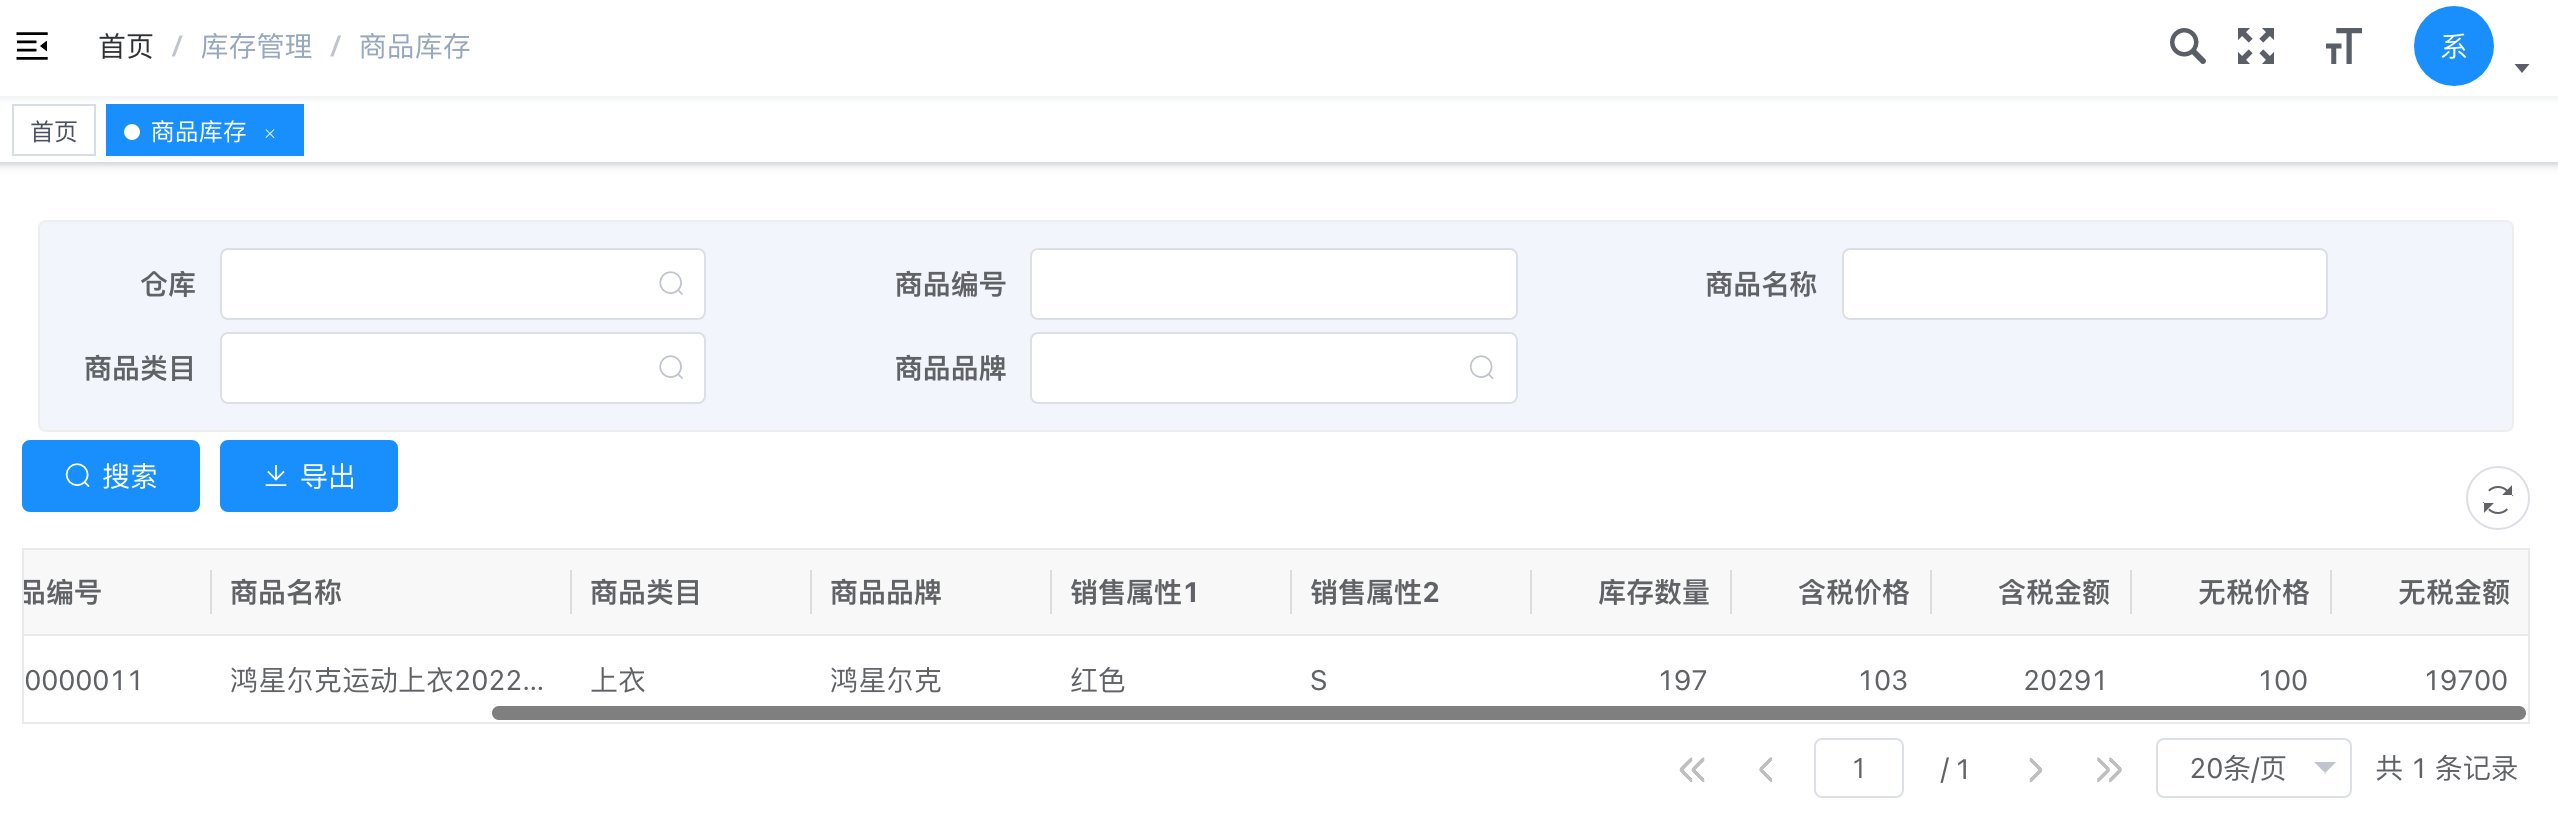 首页 / 库存管理 / 商品库存
系
首页
商品库存 ×
仓库
商品编号
商品名称
商品类目
商品品牌
搜索
导出
品编号 商品名称 商品类目 商品品牌 销售属性1 销售属性2 库存数量 含税价格 含税金额 无税价格 无税金额
0000011 鸿星尔克运动上衣2022... 上衣 鸿星尔克 红色 S 197 103 20291 100 19700
1 / 1 20条/页 共 1 条记录